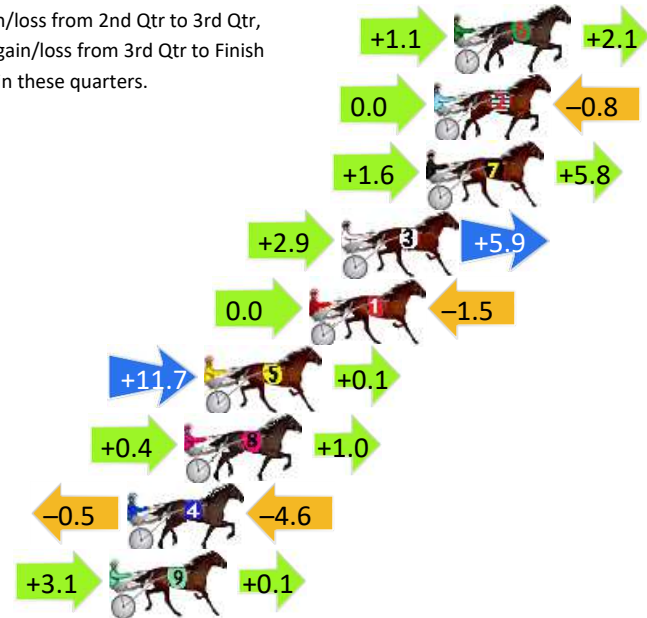 n/loss from 2nd Qtr to 3rd Qtr,
gain/loss from 3rd Qtr to Finish
in these quarters.
+1.1 6 +2.1
0.0 2 –0.8
+1.6 7 +5.8
+2.9 3 +5.9
0.0 1 –1.5
+11.7 5 +0.1
+0.4 8 +1.0
–0.5 4 –4.6
+3.1 9 +0.1